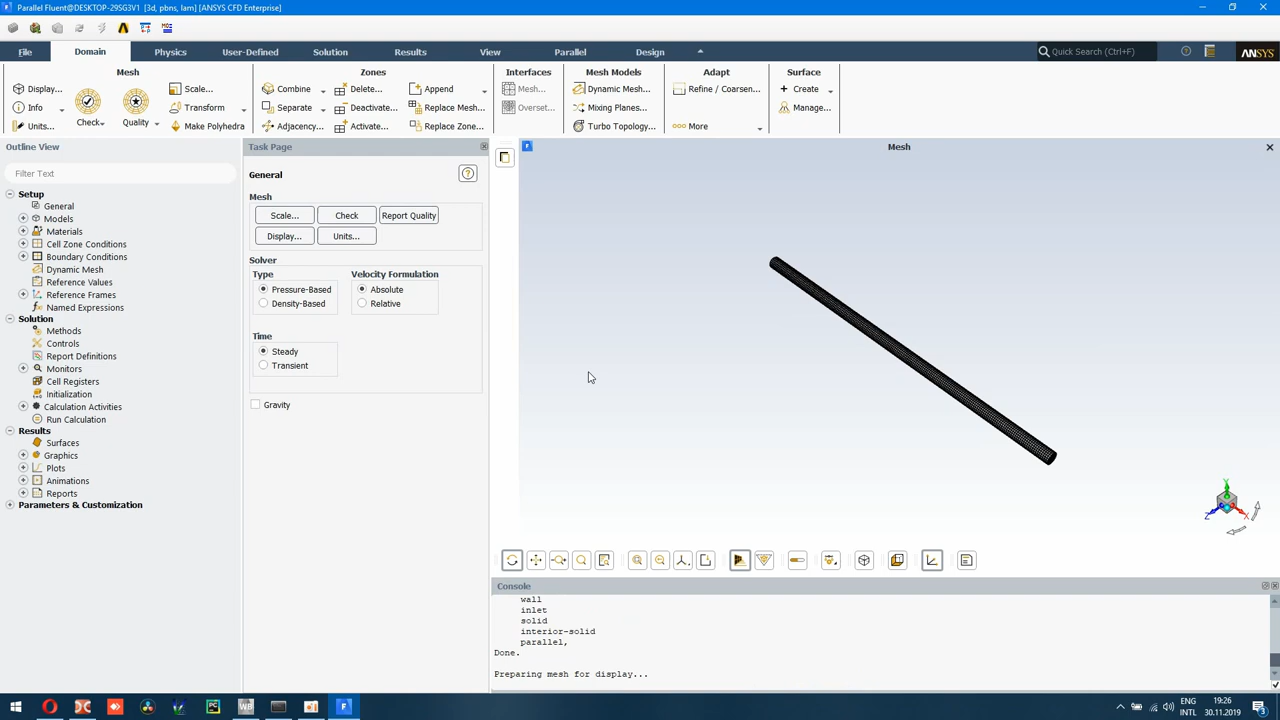 Parallel Fluent@DESKTOP-29SG3V1 [3d, pbns, lam] [ANSYS CFD Enterprise]
File Domain Physics User-Defined Solution Results View Parallel Design Quick Search (Ctrl+F) ANSYS
Mesh Zones Interfaces Mesh Models Adapt Surface
Display... Scale... Combine Delete... Append Mesh... Dynamic Mesh... Refine / Coarsen... Create
Info Check Quality Transform Separate Deactivate... Replace Mesh... Overset... Mixing Planes... Manage...
Units... Make Polyhedra Adjacency... Activate... Replace Zone... Turbo Topology... More
Outline View
Filter Text
Setup
General
Models
Materials
Cell Zone Conditions
Boundary Conditions
Dynamic Mesh
Reference Values
Reference Frames
Named Expressions
Solution
Methods
Controls
Report Definitions
Monitors
Cell Registers
Initialization
Calculation Activities
Run Calculation
Results
Surfaces
Graphics
Plots
Animations
Reports
Parameters & Customization
Task Page
General
Mesh
Scale... Check Report Quality
Display... Units...
Solver
Type Velocity Formulation
Pressure-Based Absolute
Density-Based Relative
Time
Steady
Transient
Gravity
Mesh
Y
Z X
Console
wall
inlet
solid
interior-solid
parallel,
Done.
Preparing mesh for display...
ENG 19:26
INTL 30.11.2019